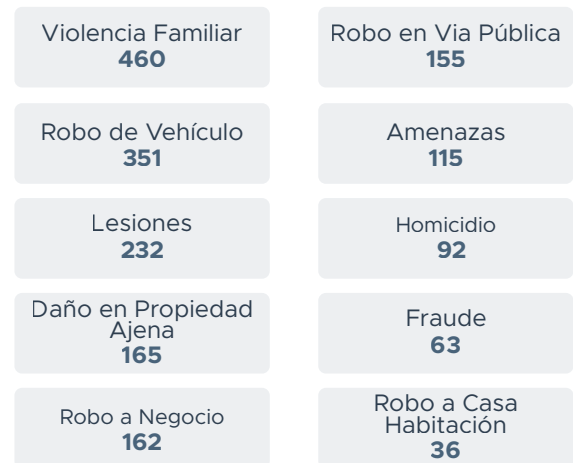 Violencia Familiar
460
Robo de Vehículo
351
Lesiones
232
Daño en Propiedad
Ajena
165
Robo a Negocio
162
Robo en Via Pública
155
Amenazas
115
Homicidio
92
Fraude
63
Robo a Casa
Habitación
36